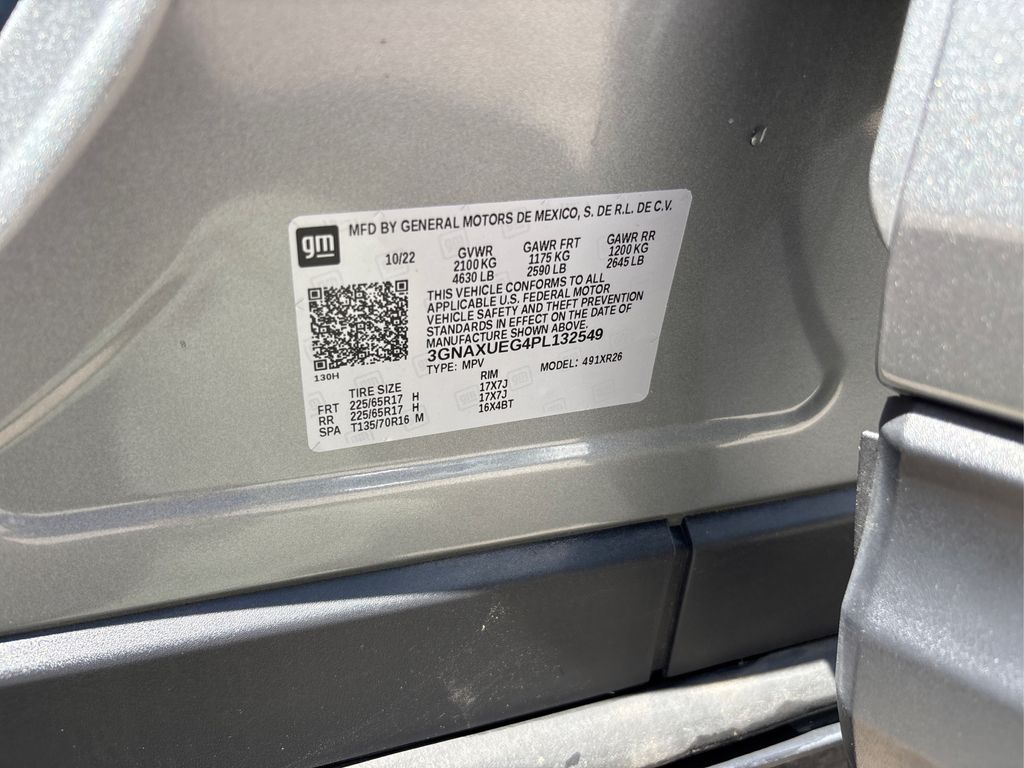 MFD BY GENERAL MOTORS DE MEXICO, S. DE R.L. DE C.V.
gm
10/22 GVWR GAWR FRT GAWR RR
2100 KG 1175 KG 1200 KG
4630 LB 2590 LB 2645 LB
THIS VEHICLE CONFORMS TO ALL
APPLICABLE U.S. FEDERAL MOTOR
VEHICLE SAFETY AND THEFT PREVENTION
STANDARDS IN EFFECT ON THE DATE OF
MANUFACTURE SHOWN ABOVE.
3GNAXUEG4PL132549
TYPE: MPV MODEL: 491XR26
130H
TIRE SIZE RIM
FRT 225/65R17 H 17X7J
RR 225/65R17 H 17X7J
SPA T135/70R16 M 16X4BT